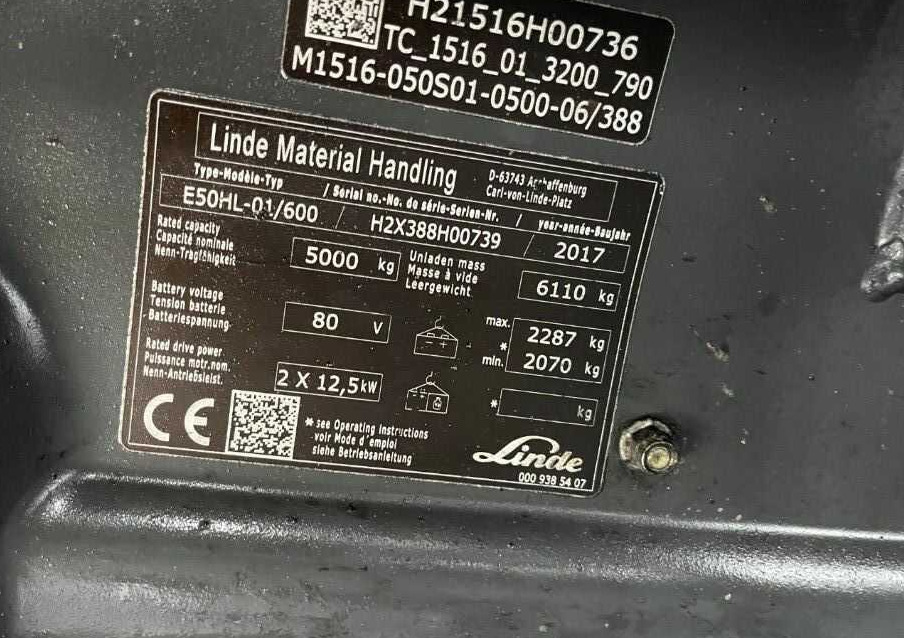 H21516H00736
TC_1516_01_3200_790
M1516-050S01-0500-06/388
Linde Material Handling
D-63743 Aschaffenburg
Carl-von-Linde-Platz
Type-Modèle-Typ / Serial no.-No. de série-Serien-Nr. / year-année-Baujahr
E50HL-01/600 / H2X388H00739 / 2017
Rated capacity
Capacité nominale
Nenn-Tragfähigkeit
5000 kg
Unladen mass
Masse à vide
Leergewicht
6110 kg
Battery voltage
Tension batterie
Batteriespannung
80 V
- +
max. 2287 kg
*
min. 2070 kg
Rated drive power
Puissance motr.nom.
Nenn-Antriebsleist.
2 X 12,5kW
* kg
CE
* see Operating Instructions
voir Mode d'emploi
siehe Betriebsanleitung
Linde
000 938 54 07